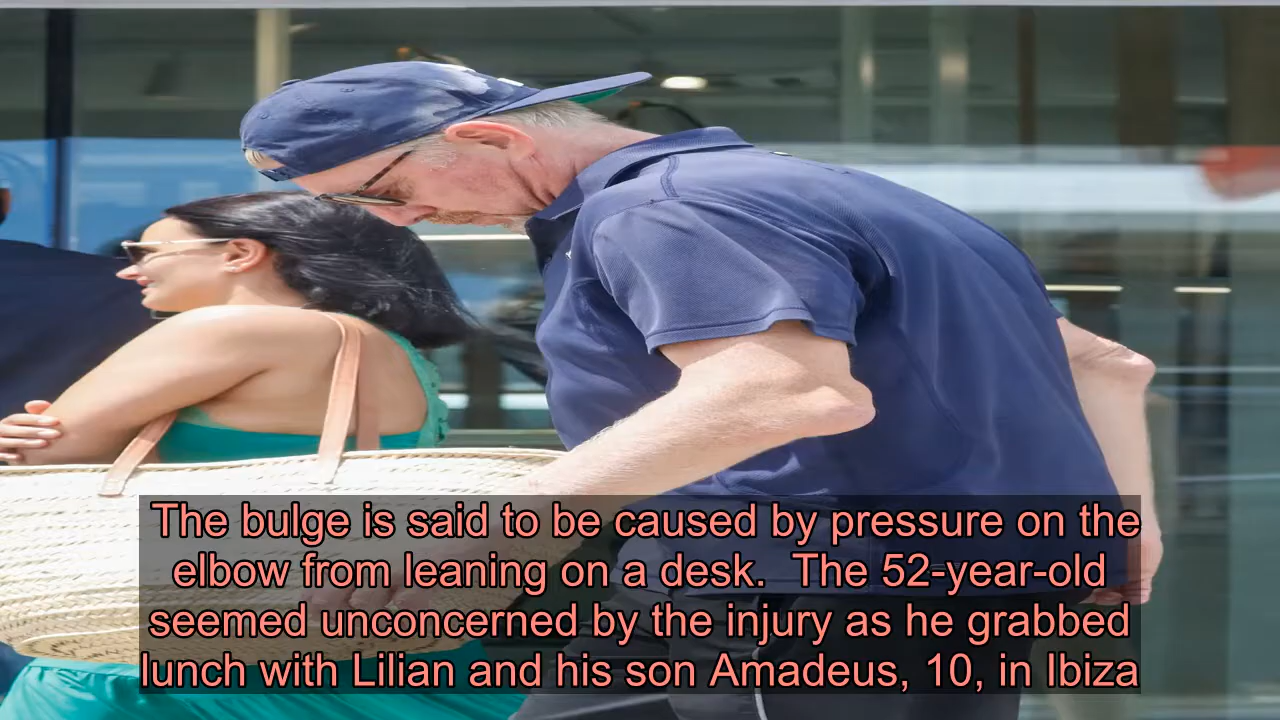 The bulge is said to be caused by pressure on the
elbow from leaning on a desk.  The 52-year-old
seemed unconcerned by the injury as he grabbed
lunch with Lilian and his son Amadeus, 10, in Ibiza